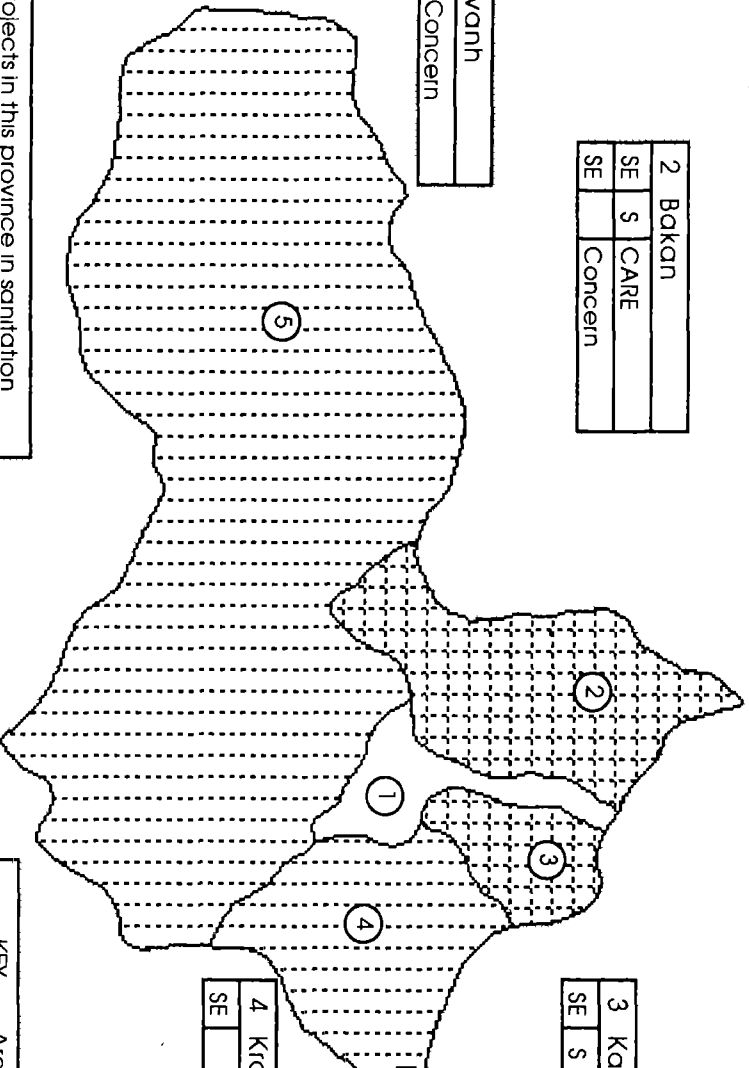 vanh
Concern
2 Bakan
SE S CARE
SE Concern
5
2
1
3
4
3 Ka
SE S
4 Kro
SE
ojects in this province in sanitation
KEY